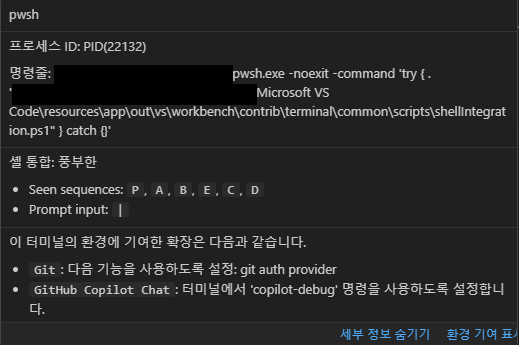 pwsh
프로세스 ID: PID(22132)
명령줄: pwsh.exe -noexit -command 'try { .
"Microsoft VS
Code\resources\app\out\vs\workbench\contrib\terminal\common\scripts\shellIntegrat
ion.ps1" } catch {}'
셸 통합: 풍부한
• Seen sequences: P, A, B, E, C, D
• Prompt input: |
이 터미널의 환경에 기여한 확장은 다음과 같습니다.
• Git: 다음 기능을 사용하도록 설정: git auth provider
• GitHub Copilot Chat: 터미널에서 'copilot-debug' 명령을 사용하도록 설정합니
다.
세부 정보 숨기기 환경 기여 표시